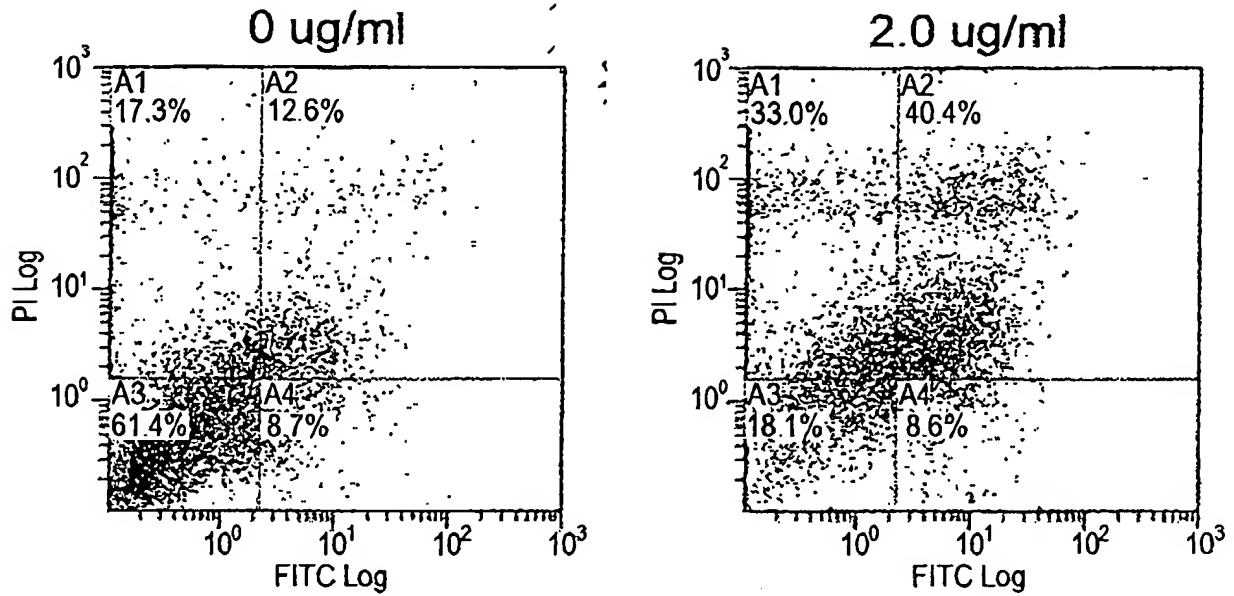 0 ug/ml
10³
A1
17.3%
A2
12.6%
10²
10¹
10⁰
A3
61.4%
A4
8.7%
PI Log
10⁰ 10¹ 10² 10³
FITC Log
2.0 ug/ml
10³
A1
33.0%
A2
40.4%
10²
10¹
10⁰
A3
18.1%
A4
8.6%
PI Log
10⁰ 10¹ 10² 10³
FITC Log